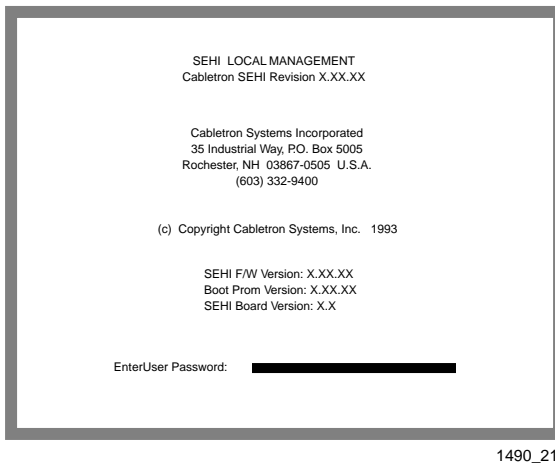 SEHI LOCAL MANAGEMENT
Cabletron SEHI Revision X.XX.XX
Cabletron Systems Incorporated
35 Industrial Way, P.O. Box 5005
Rochester, NH 03867-0505 U.S.A.
(603) 332-9400
(c) Copyright Cabletron Systems, Inc. 1993
SEHI F/W Version: X.XX.XX
Boot Prom Version: X.XX.XX
SEHI Board Version: X.X
EnterUser Password:
1490_21